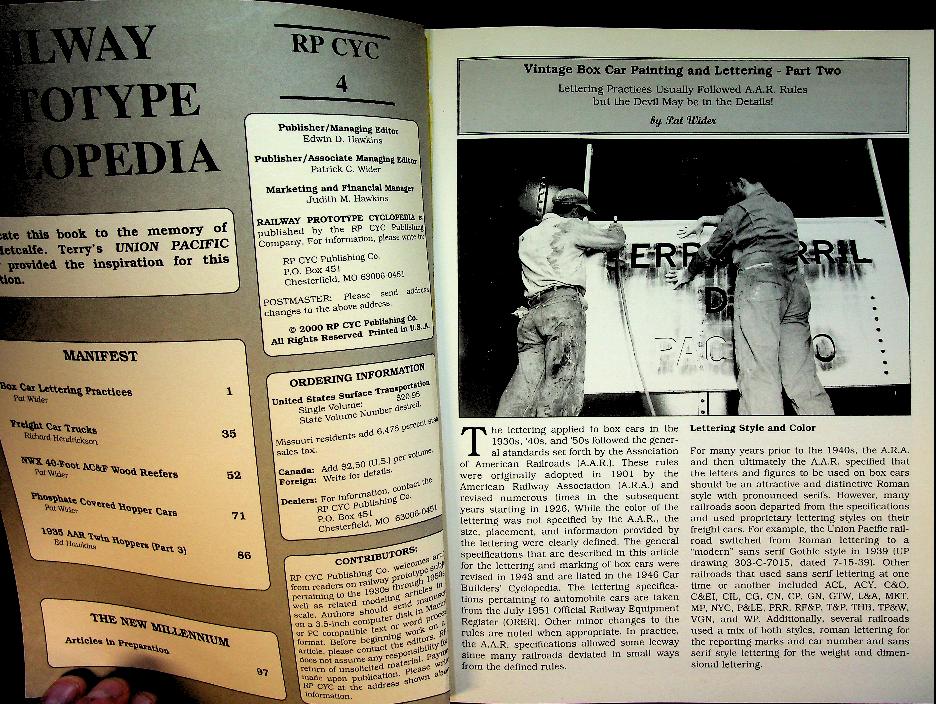 ILWAY
TOTYPE
LOPEDIA
ate this book to the memory of
Metcalfe. Terry's UNION PACIFIC
provided the inspiration for this
tion.
MANIFEST
Box Car Lettering Practices 1
Pat Wider
Freight Car Trucks 35
Richard Hendrickson
NWX 40-Foot AC&F Wood Reefers 52
Pat Wider
Phosphate Covered Hopper Cars 71
Pat Wider
1935 AAR Twin Hoppers (Part 3) 86
Ed Hawkins
THE NEW MILLENNIUM
Articles in Preparation 97
RP CYC
4
Publisher/Managing Editor
Edwin D. Hawkins
Publisher/Associate Managing Editor
Patrick C. Wider
Marketing and Financial Manager
Judith M. Hawkins
RAILWAY PROTOTYPE CYCLOPEDIA is
published by the RP CYC Publishing
Company. For information, please write to:
RP CYC Publishing Co.
P.O. Box 451
Chesterfield, MO 63006-0451
POSTMASTER: Please send address
changes to the above address.
© 2000 RP CYC Publishing Co.
All Rights Reserved Printed in U.S.A.
ORDERING INFORMATION
United States Surface Transportation
Single Volume: $20.95
State Volume Number desired.
Missouri residents add 6.475 percent
sales tax.
Canada: Add $2.50 (U.S.) per volume.
Foreign: Write for details.
Dealers: For information, contact the
RP CYC Publishing Co.
P.O. Box 451
Chesterfield, MO 63006-0451
CONTRIBUTORS:
RP CYC Publishing Co. welcomes
from readers on railway prototype
pertaining to the 1930s through 1950s
well as related modeling articles in
scale. Authors should send
on a 3.5-inch computer disk in
or PC compatible text or word
format. Before beginning work on
article, please contact the editors.
does not assume any responsibility for
return of unsolicited material.
made upon publication. Please write
RP CYC at the address shown above
information.
Vintage Box Car Painting and Lettering - Part Two
Lettering Practices Usually Followed A.A.R. Rules
but the Devil May be in the Details!
by Pat Wider
The lettering applied to box cars in the
1930s, '40s, and '50s followed the gener-
al standards set forth by the Association
of American Railroads (A.A.R.). These rules
were originally adopted in 1901 by the
American Railway Association (A.R.A.) and
revised numerous times in the subsequent
years starting in 1926. While the color of the
lettering was not specified by the A.A.R., the
size, placement, and information provided by
the lettering were clearly defined. The general
specifications that are described in this article
for the lettering and marking of box cars were
revised in 1943 and are listed in the 1946 Car
Builders' Cyclopedia. The lettering specifica-
tions pertaining to automobile cars are taken
from the July 1951 Official Railway Equipment
Register (ORER). Other minor changes to the
rules are noted when appropriate. In practice,
the A.A.R. specifications allowed some leeway
since many railroads deviated in small ways
from the defined rules.
Lettering Style and Color
For many years prior to the 1940s, the A.R.A.
and then ultimately the A.A.R. specified that
the letters and figures to be used on box cars
should be an attractive and distinctive Roman
style with pronounced serifs. However, many
railroads soon departed from the specifications
and used proprietary lettering styles on their
freight cars. For example, the Union Pacific rail-
road switched from Roman lettering to a
"modern" sans serif Gothic style in 1939 (UP
drawing 303-C-7015, dated 7-15-39). Other
railroads that used sans serif lettering at one
time or another included ACL, ACY, C&O,
C&EI, CIL, CG, CN, CP, GN, GTW, L&A, MKT,
MP, NYC, P&LE, PRR, RF&P, T&P, TH&B, TP&W,
VGN, and WP. Additionally, several railroads
used a mix of both styles, roman lettering for
the reporting marks and car number and sans
serif style lettering for the weight and dimen-
sional lettering.